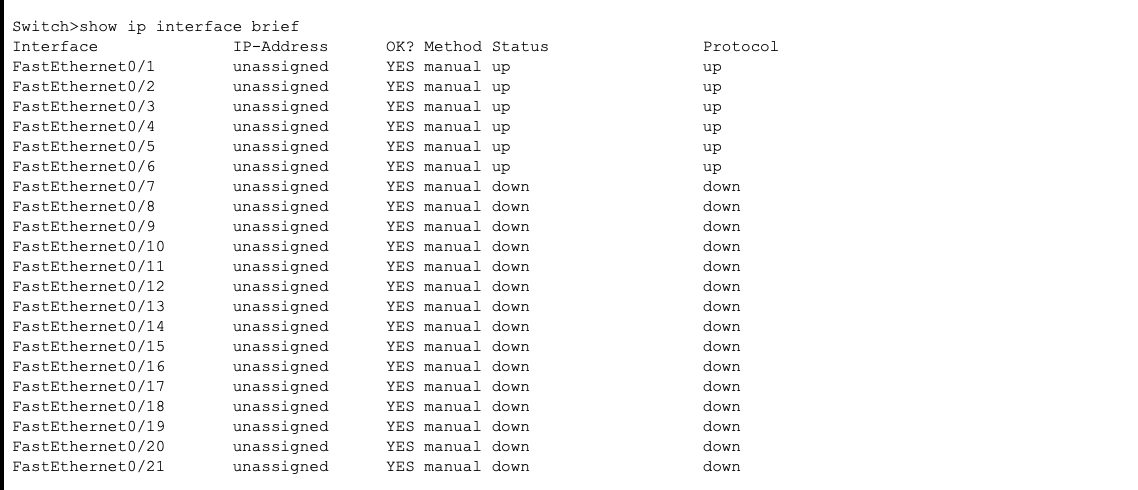 Switch>show ip interface brief
Interface IP-Address OK? Method Status Protocol
FastEthernet0/1 unassigned YES manual up up
FastEthernet0/2 unassigned YES manual up up
FastEthernet0/3 unassigned YES manual up up
FastEthernet0/4 unassigned YES manual up up
FastEthernet0/5 unassigned YES manual up up
FastEthernet0/6 unassigned YES manual up up
FastEthernet0/7 unassigned YES manual down down
FastEthernet0/8 unassigned YES manual down down
FastEthernet0/9 unassigned YES manual down down
FastEthernet0/10 unassigned YES manual down down
FastEthernet0/11 unassigned YES manual down down
FastEthernet0/12 unassigned YES manual down down
FastEthernet0/13 unassigned YES manual down down
FastEthernet0/14 unassigned YES manual down down
FastEthernet0/15 unassigned YES manual down down
FastEthernet0/16 unassigned YES manual down down
FastEthernet0/17 unassigned YES manual down down
FastEthernet0/18 unassigned YES manual down down
FastEthernet0/19 unassigned YES manual down down
FastEthernet0/20 unassigned YES manual down down
FastEthernet0/21 unassigned YES manual down down